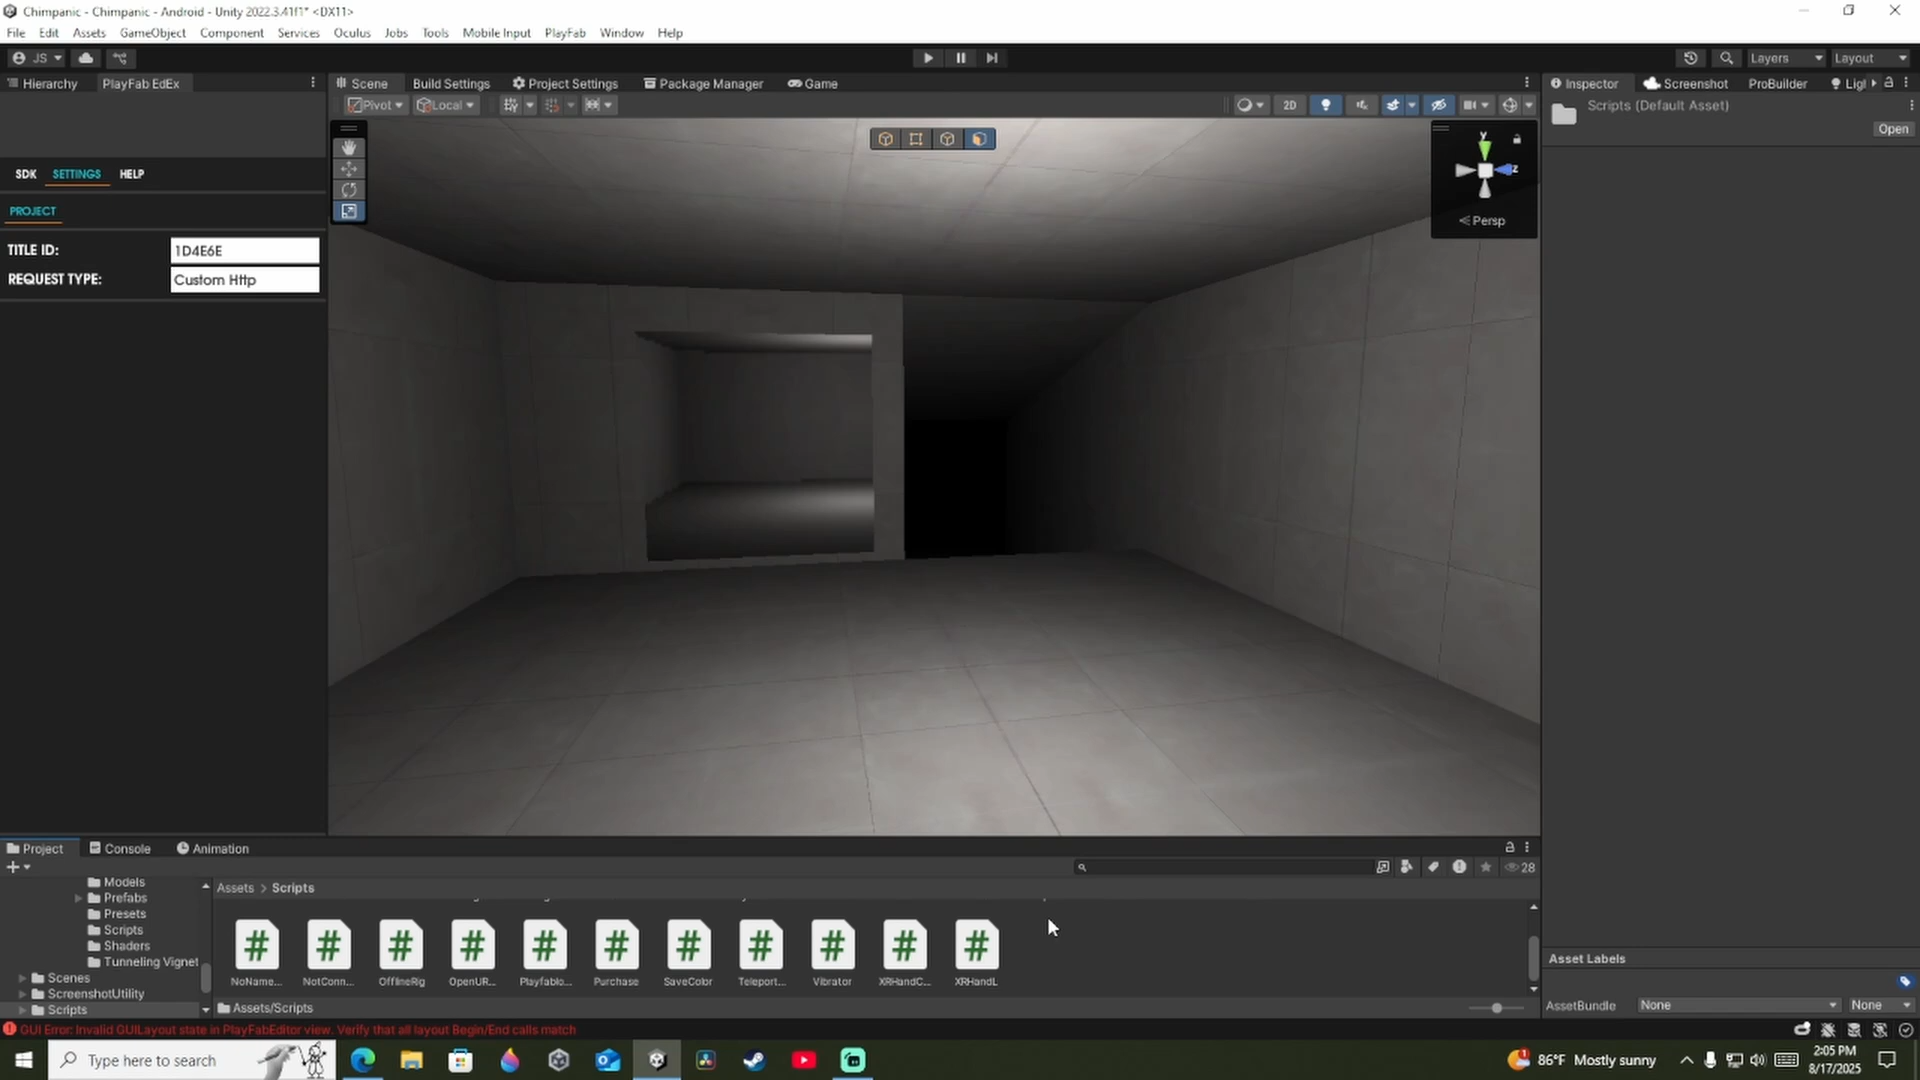 Chimpanic - Chimpanic - Android - Unity 2022.3.41f1* <DX11>
File Edit Assets GameObject Component Services Oculus Jobs Tools Mobile Input PlayFab Window Help
JS Layers Layout
Hierarchy PlayFab EdEx Scene Build Settings Project Settings Package Manager Game Inspector Screenshot ProBuilder Ligl
Pivot Local 2D Scripts (Default Asset)
Open
y
z
Persp
SDK SETTINGS HELP
PROJECT
TITLE ID: 1D4E6E
REQUEST TYPE: Custom Http
Project Console Animation
28
Models
Prefabs
Presets
Scripts
Shaders
Tunneling Vignet
Scenes
ScreenshotUtility
Scripts
Assets > Scripts
NoName... NotConn... OfflineRig OpenUR... Playfablo... Purchase SaveColor Teleport... Vibrator XRHandC... XRHandL
Assets/Scripts
Asset Labels
AssetBundle None None
GUI Error: Invalid GUILayout state in PlayFabEditor view. Verify that all layout Begin/End calls match
Type here to search
86°F Mostly sunny
2:05 PM
8/17/2025